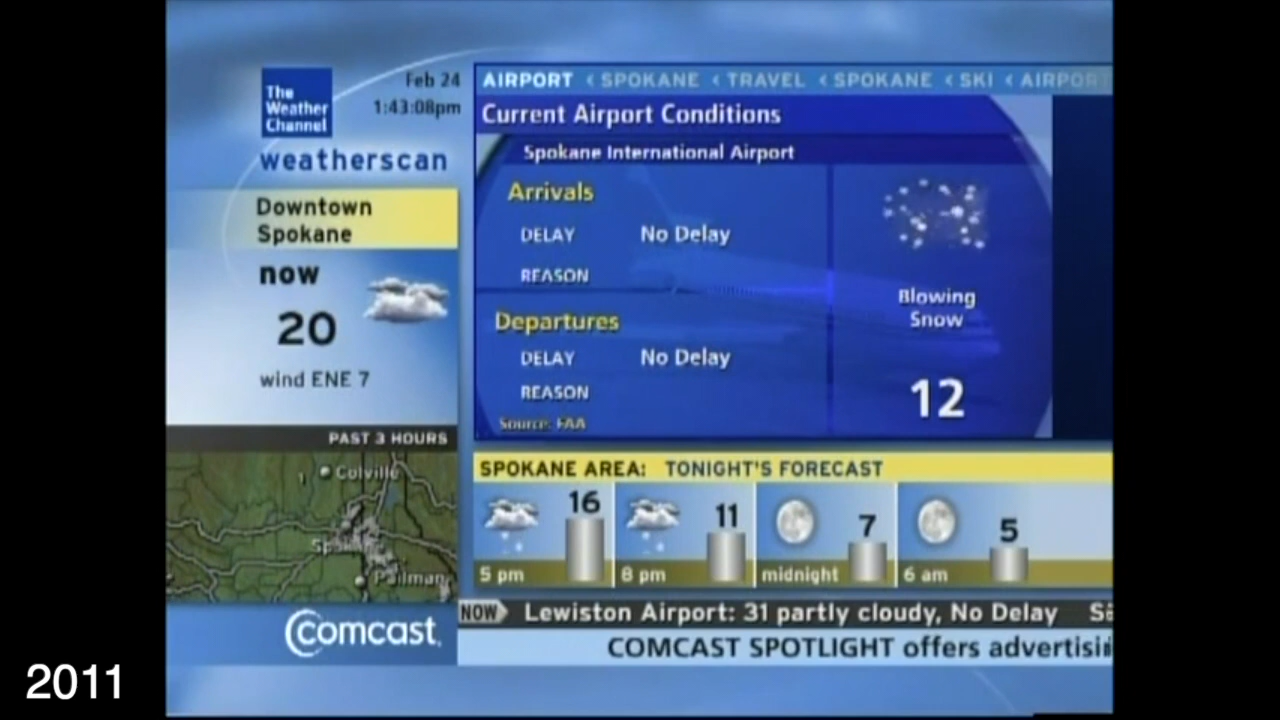 The
Weather
Channel
weatherscan
Feb 24
1:43:08pm
Downtown
Spokane
now
20
wind ENE 7
PAST 3 HOURS
Colville
Pullman
comcast.
AIRPORT < SPOKANE < TRAVEL < SPOKANE < SKI < AIRPORT
Current Airport Conditions
Spokane International Airport
Arrivals
DELAY No Delay
REASON
Departures
DELAY No Delay
REASON
Source: FAA
Blowing
Snow
12
SPOKANE AREA: TONIGHT'S FORECAST
16 11 7 5
5 pm 8 pm midnight 6 am
NOW Lewiston Airport: 31 partly cloudy, No Delay
COMCAST SPOTLIGHT offers
2011